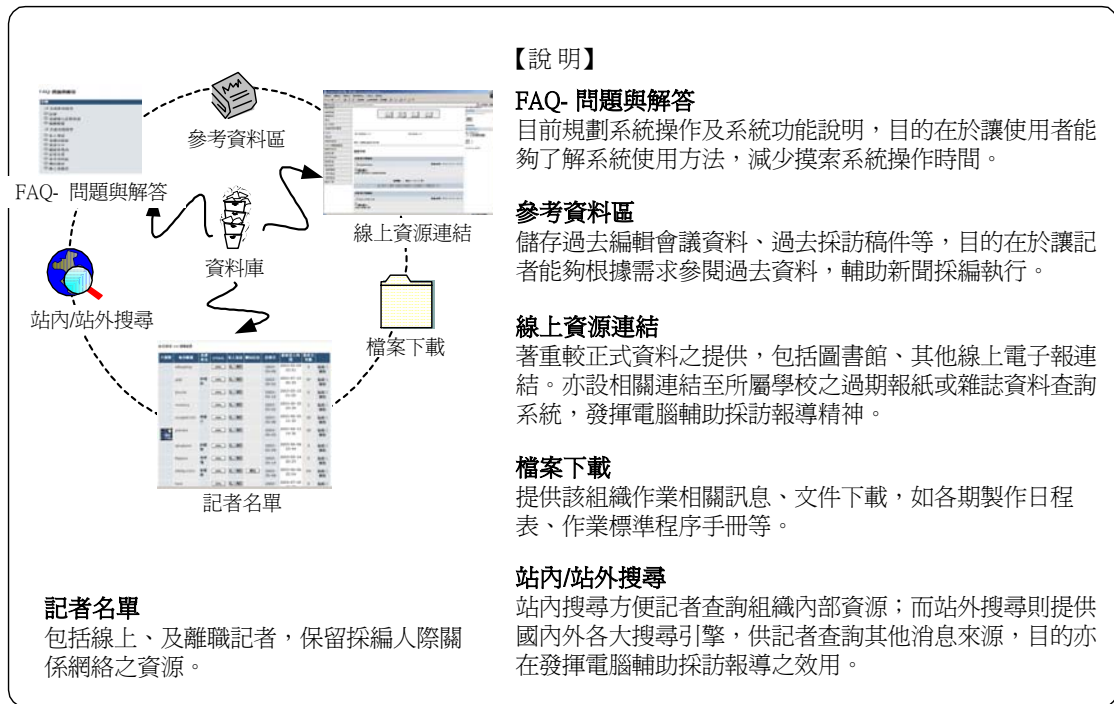 參考資料區
FAQ- 問題與解答
線上資源連結
資料庫
站內/站外搜尋
檔案下載
記者名單
記者名單
包括線上、及離職記者，保留採編人際關
係網絡之資源。
【說 明】
FAQ- 問題與解答
目前規劃系統操作及系統功能說明，目的在於讓使用者能
夠了解系統使用方法，減少摸索系統操作時間。
參考資料區
儲存過去編輯會議資料、過去採訪稿件等，目的在於讓記
者能夠根據需求參閱過去資料，輔助新聞採編執行。
線上資源連結
著重較正式資料之提供，包括圖書館、其他線上電子報連
結。亦設相關連結至所屬學校之過期報紙或雜誌資料查詢
系統，發揮電腦輔助採訪報導精神。
檔案下載
提供該組織作業相關訊息、文件下載，如各期製作日程
表、作業標準程序手冊等。
站內/站外搜尋
站內搜尋方便記者查詢組織內部資源；而站外搜尋則提供
國內外各大搜尋引擎，供記者查詢其他消息來源，目的亦
在發揮電腦輔助採訪報導之效用。